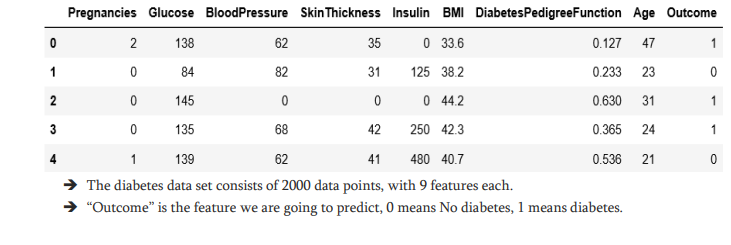 Pregnancies Glucose BloodPressure SkinThickness Insulin BMI DiabetesPedigreeFunction Age Outcome
0 2 138 62 35 0 33.6 0.127 47 1
1 0 84 82 31 125 38.2 0.233 23 0
2 0 145 0 0 0 44.2 0.630 31 1
3 0 135 68 42 250 42.3 0.365 24 1
4 1 139 62 41 480 40.7 0.536 21 0
➔ The diabetes data set consists of 2000 data points, with 9 features each.
➔ “Outcome” is the feature we are going to predict, 0 means No diabetes, 1 means diabetes.